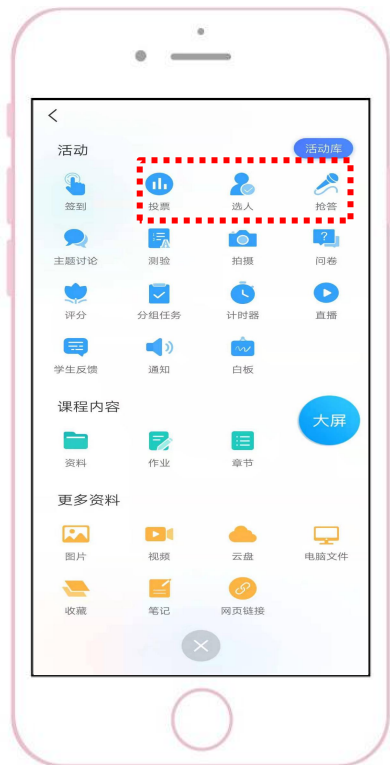 活动
活动库
签到 投票 选人 抢答
主题讨论 测验 拍摄 问卷
评分 分组任务 计时器 直播
学生反馈 通知 白板
课程内容
大屏
资料 作业 章节
更多资料
图片 视频 云盘 电脑文件
收藏 笔记 网页链接